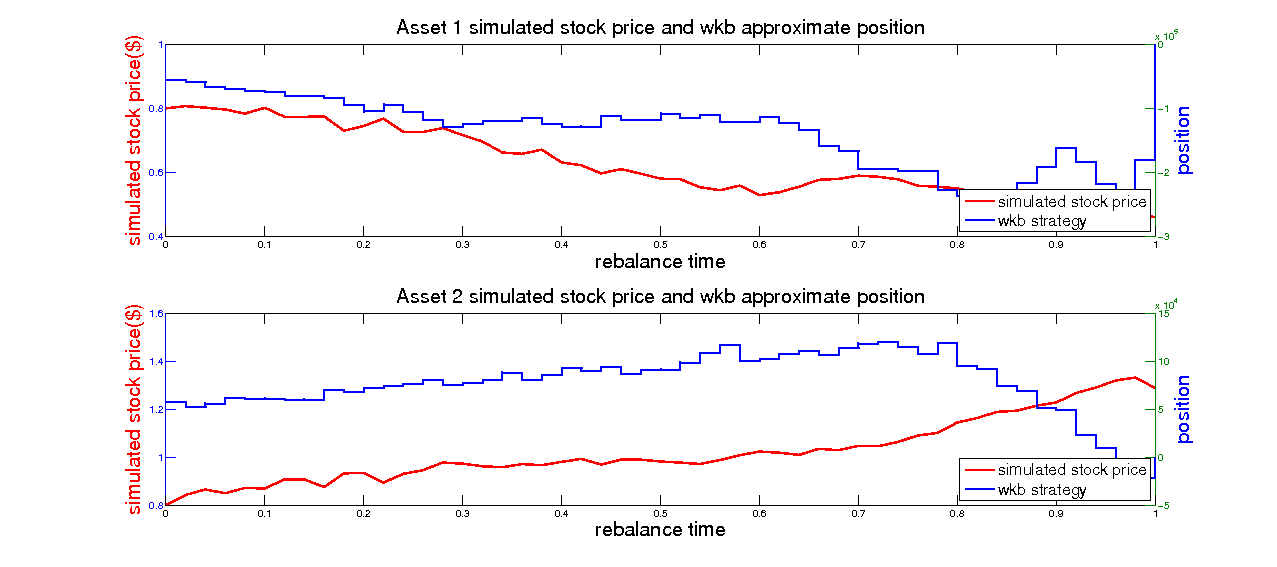 Asset 1 simulated stock price and wkb approximate position
x 10^5
1
0.8
0.6
0.4
0
-1
-2
-3
simulated stock price($)
position
simulated stock price
wkb strategy
0 0.1 0.2 0.3 0.4 0.5 0.6 0.7 0.8 0.9 1
rebalance time
Asset 2 simulated stock price and wkb approximate position
x 10^4
1.6
1.4
1.2
1
0.8
15
10
5
0
-5
simulated stock price($)
position
simulated stock price
wkb strategy
0 0.1 0.2 0.3 0.4 0.5 0.6 0.7 0.8 0.9 1
rebalance time